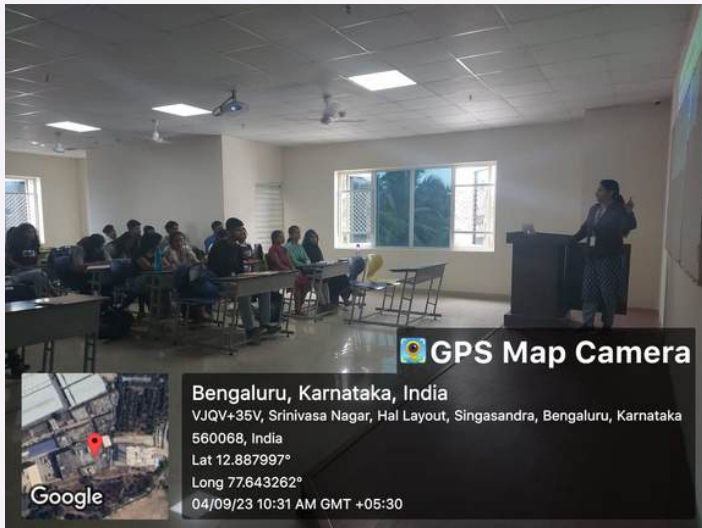 GPS Map Camera
Bengaluru, Karnataka, India
VJQV+35V, Srinivasa Nagar, Hal Layout, Singasandra, Bengaluru, Karnataka
560068, India
Lat 12.887997°
Long 77.643262°
04/09/23 10:31 AM GMT +05:30
Google